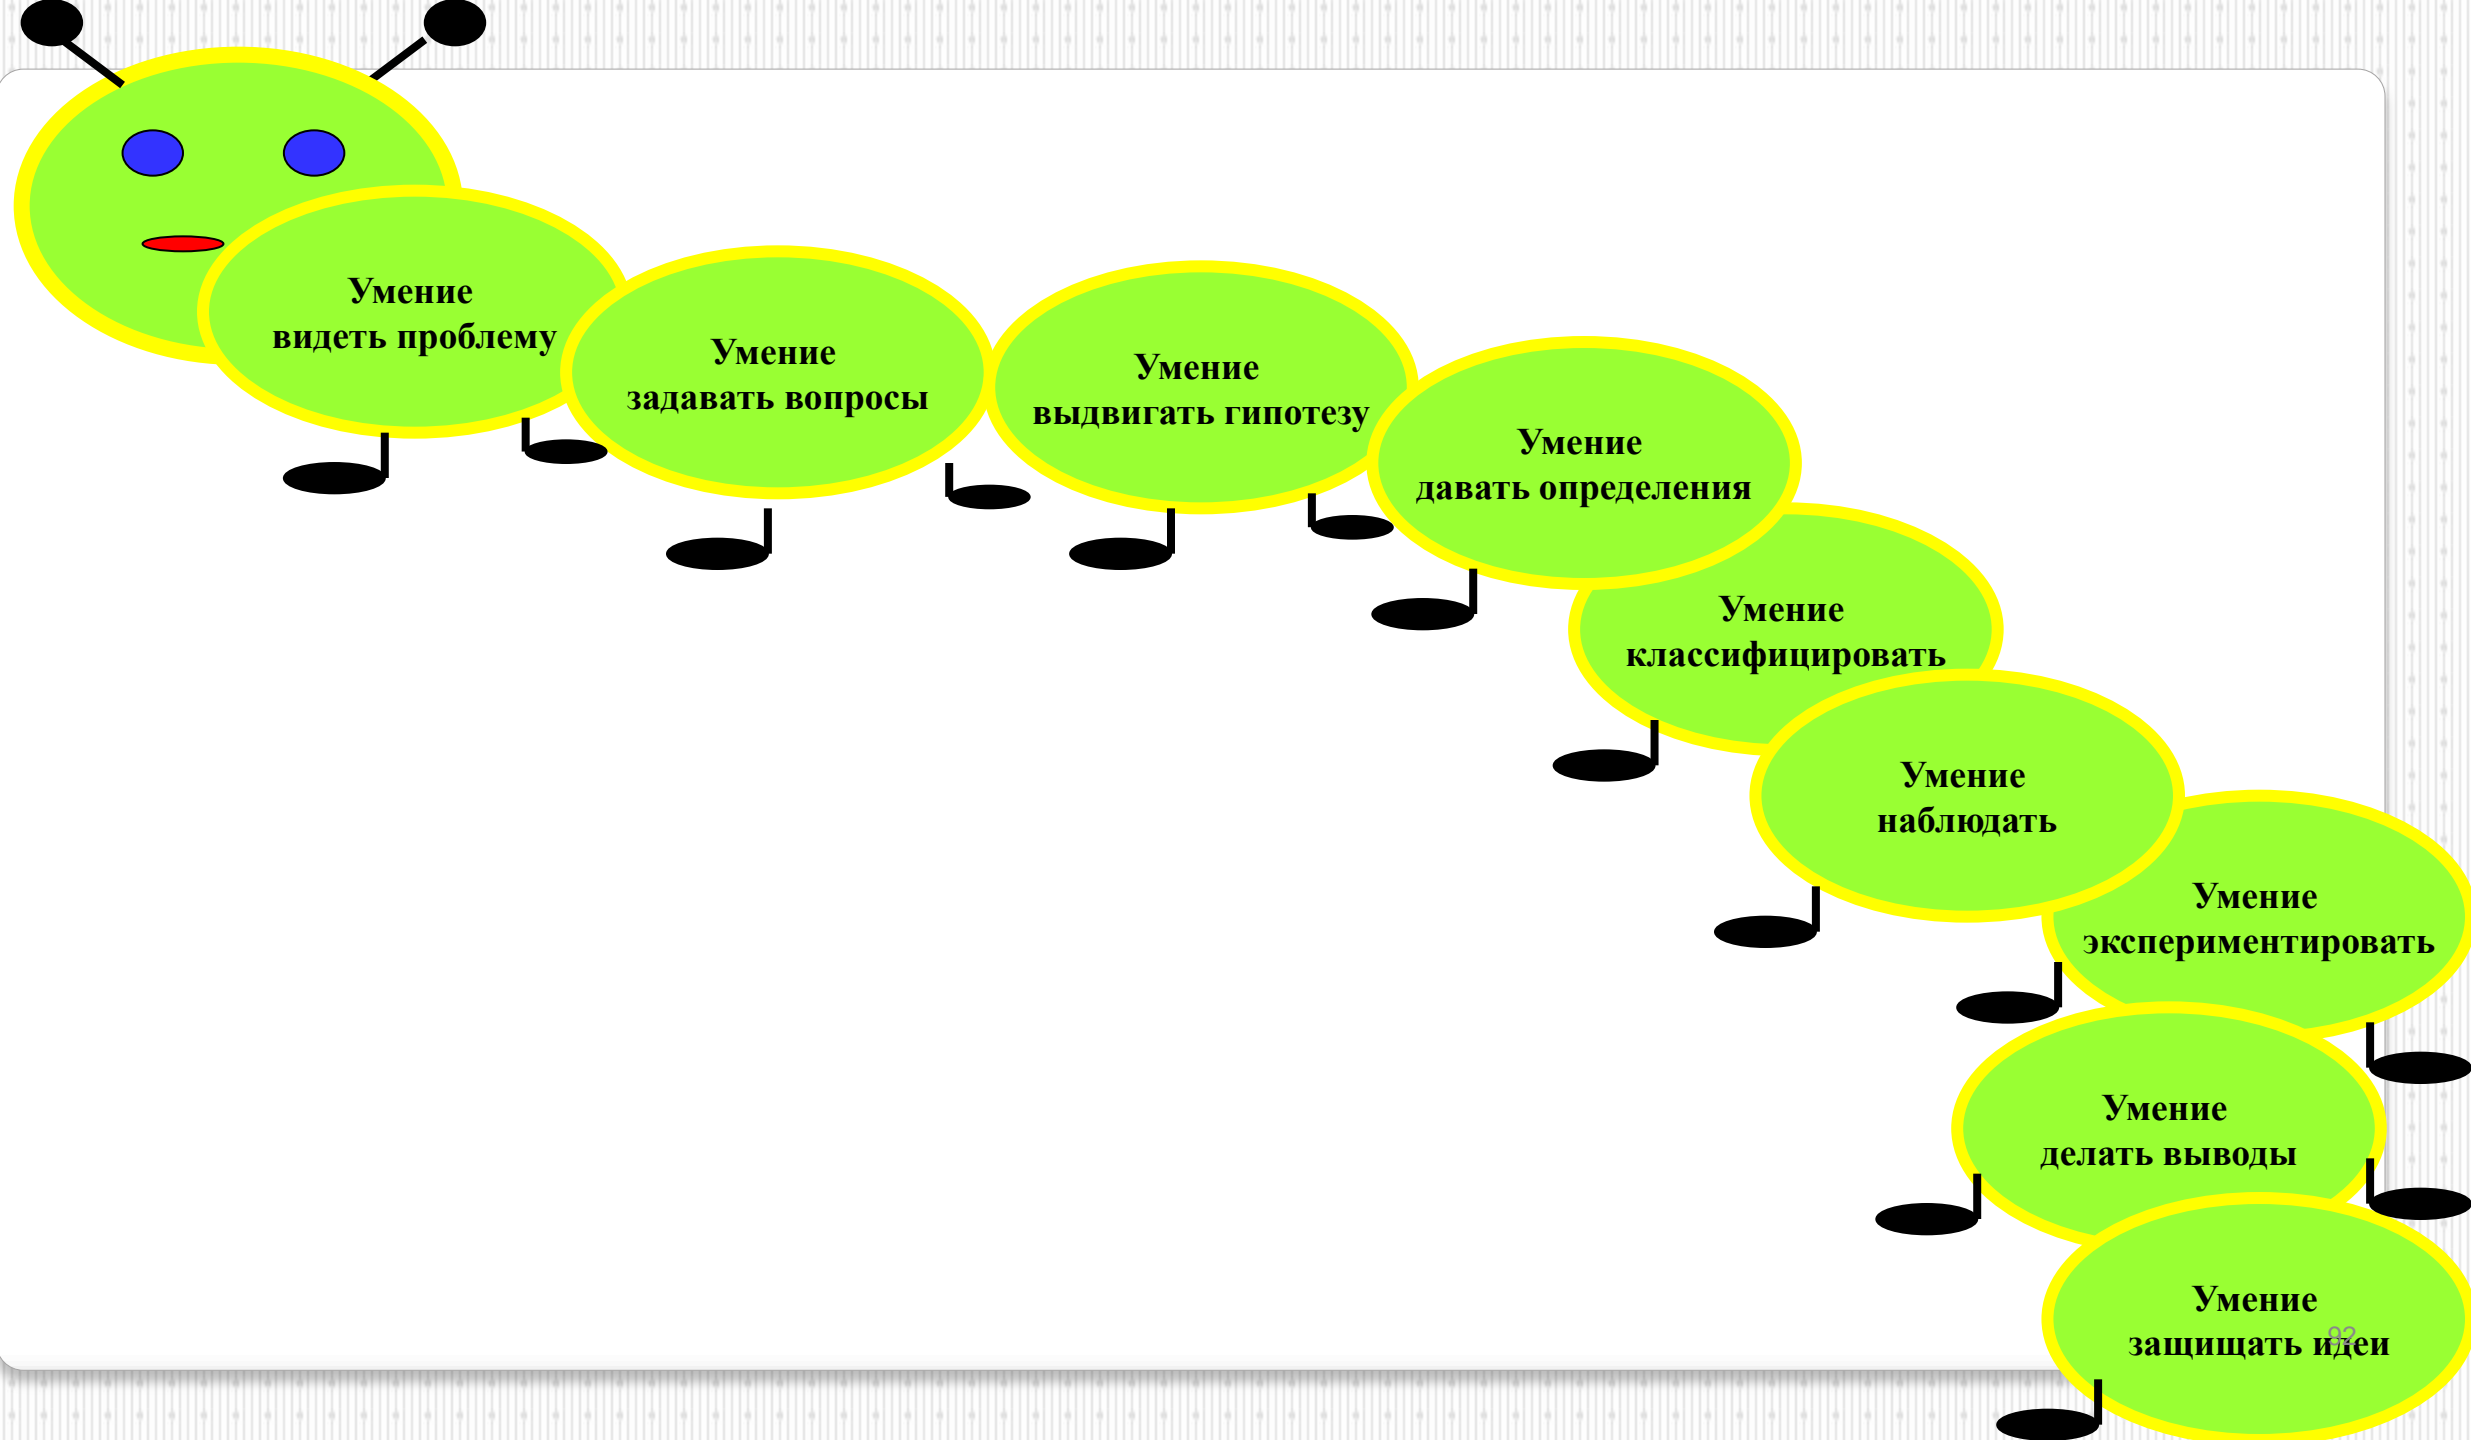 Умение
видеть проблему
Умение
задавать вопросы
Умение
выдвигать гипотезу
Умение
давать определения
Умение
классифицировать
Умение
наблюдать
Умение
экспериментировать
Умение
делать выводы
Умение
защищать идеи
92